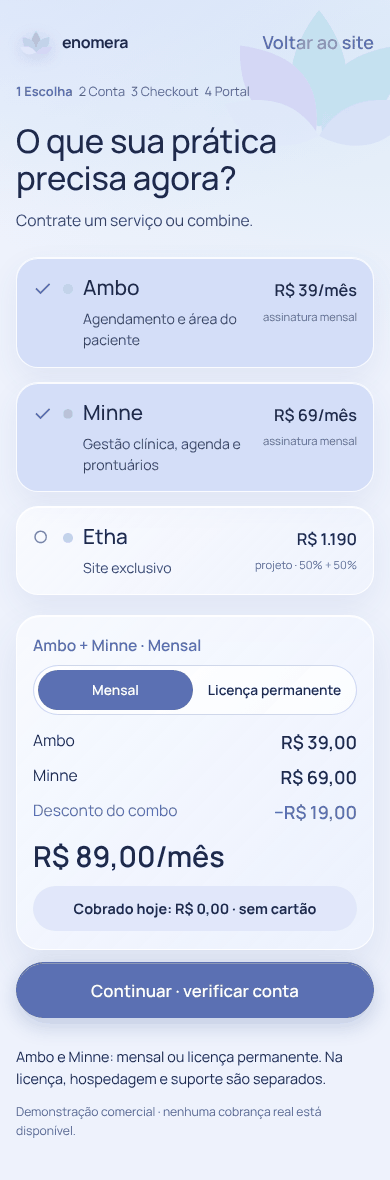 enomera
Voltar ao site
1 Escolha 2 Conta 3 Checkout 4 Portal
O que sua prática
precisa agora?
Contrate um serviço ou combine.
Ambo
R$ 39/mês
Agendamento e área do
paciente
assinatura mensal
Minne
R$ 69/mês
Gestão clínica, agenda e
prontuários
assinatura mensal
Etha
R$ 1.190
Site exclusivo
projeto · 50% + 50%
Ambo + Minne · Mensal
Mensal
Licença permanente
Ambo
R$ 39,00
Minne
R$ 69,00
Desconto do combo
−R$ 19,00
R$ 89,00/mês
Cobrado hoje: R$ 0,00 · sem cartão
Continuar · verificar conta
Ambo e Minne: mensal ou licença permanente. Na
licença, hospedagem e suporte são separados.
Demonstração comercial · nenhuma cobrança real está
disponível.